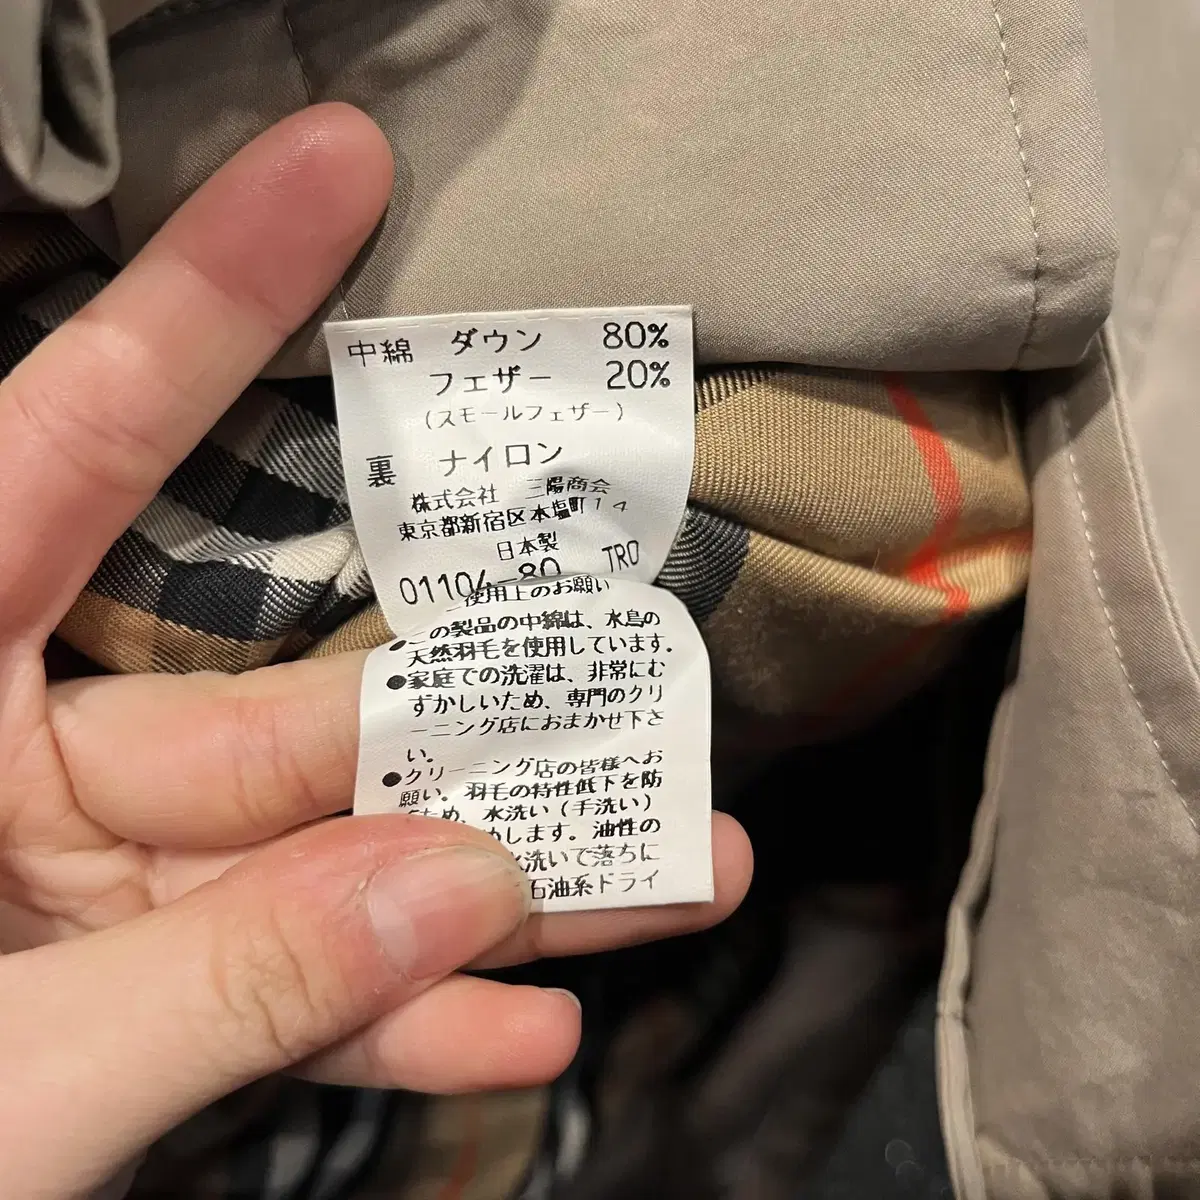 中綿 ダウン 80%
フェザー 20%
(スモールフェザー)
裏 ナイロン
株式会社 三陽商会
東京都新宿区本塩町14
日本製
01104-80 TRO
使用上のお願い
●この製品の中綿は、水鳥の
天然羽毛を使用しています。
●家庭での洗濯は、非常にむ
ずかしいため、専門のクリ
ーニング店におまかせ下さ
い。
●クリーニング店の皆様へお
願い。羽毛の特性低下を防
ため、水洗い(手洗い)
めします。油性の
洗いで落ちに
石油系ドライ